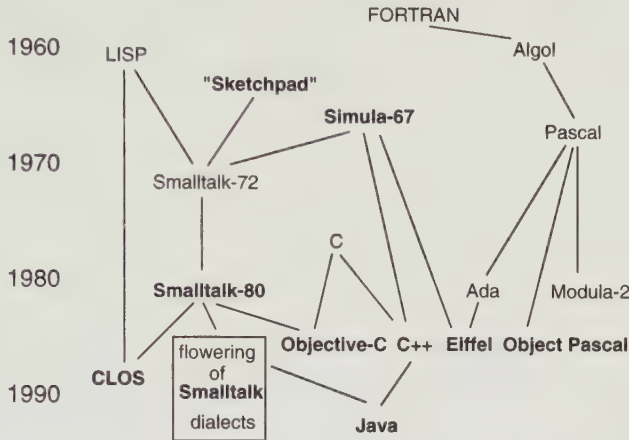 FORTRAN
1960
LISP
Algol
"Sketchpad"
Simula-67
Pascal
1970
Smalltalk-72
C
1980
Smalltalk-80
Ada
Modula-2
flowering
of
Smalltalk
dialects
Objective-C
C++
Eiffel
Object Pascal
CLOS
1990
Java